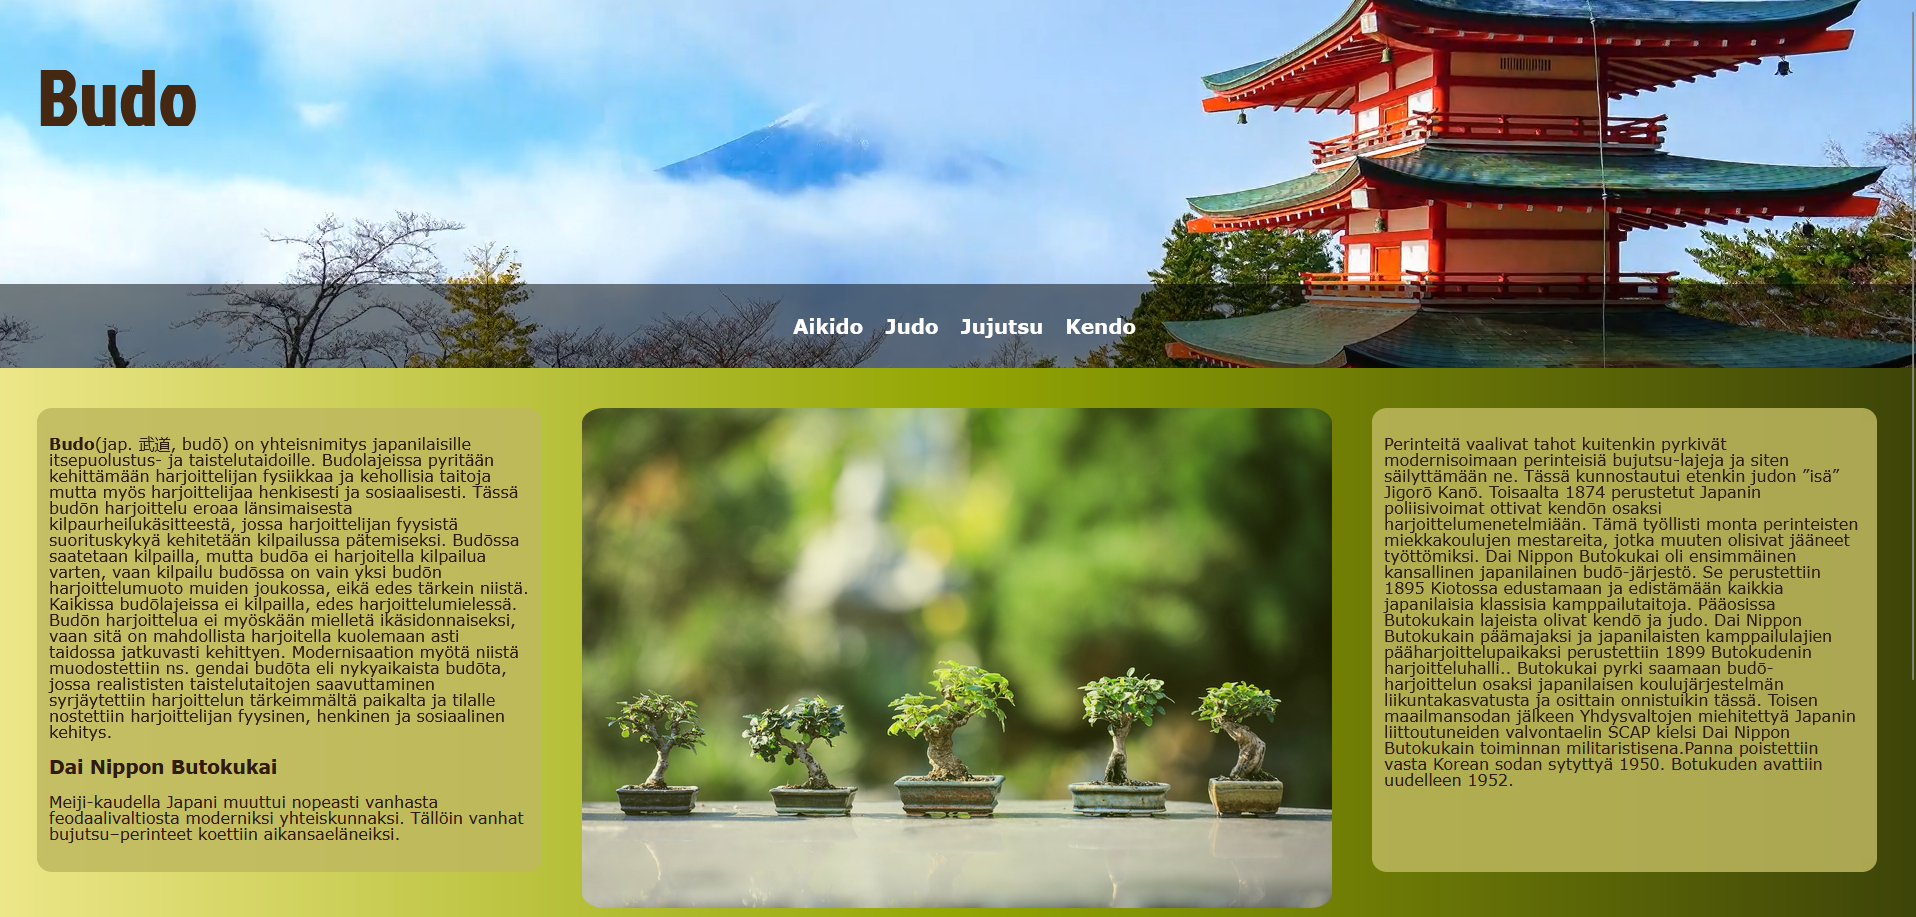 Budo
Aikido Judo Jujutsu Kendo
Budo(jap. 武道, budō) on yhteisnimitys japanilaisille
itsepuolustus- ja taistelutaidoille. Budolajeissa pyritään
kehittämään harjoittelijan fysiikkaa ja kehollisia taitoja
mutta myös harjoittelijaa henkisesti ja sosiaalisesti. Tässä
budōn harjoittelu eroaa länsimaisesta
kilpaurheilukäsitteestä, jossa harjoittelijan fyysistä
suorituskykyä kehitetään kilpailussa pätemiseksi. Budōssa
saatetaan kilpailla, mutta budōa ei harjoitella kilpailua
varten, vaan kilpailu budōssa on vain yksi budōn
harjoittelumuoto muiden joukossa, eikä edes tärkein niistä.
Kaikissa budōlajeissa ei kilpailla, edes harjoittelumielessä.
Budōn harjoittelua ei myöskään mielletä ikäsidonnaiseksi,
vaan sitä on mahdollista harjoitella kuolemaan asti
taidossa jatkuvasti kehittyen. Modernisaation myötä niistä
muodostettiin ns. gendai budōta eli nykyaikaista budōta,
jossa realististen taistelutaitojen saavuttaminen
syrjäytettiin harjoittelun tärkeimmältä paikalta ja tilalle
nostettiin harjoittelijan fyysinen, henkinen ja sosiaalinen
kehitys.
Dai Nippon Butokukai
Meiji-kaudella Japani muuttui nopeasti vanhasta
feodaalivaltiosta moderniksi yhteiskunnaksi. Tällöin vanhat
bujutsu–perinteet koettiin aikansaeläneiksi.
Perinteitä vaalivat tahot kuitenkin pyrkivät
modernisoimaan perinteisiä bujutsu-lajeja ja siten
säilyttämään ne. Tässä kunnostautui etenkin judon ”isä”
Jigorō Kanō. Toisaalta 1874 perustetut Japanin
poliisivoimat ottivat kendōn osaksi
harjoittelumenetelmiään. Tämä työllisti monta perinteisten
miekkakoulujen mestareita, jotka muuten olisivat jääneet
työttömiksi. Dai Nippon Butokukai oli ensimmäinen
kansallinen japanilainen budō-järjestö. Se perustettiin
1895 Kiotossa edustamaan ja edistämään kaikkia
japanilaisia klassisia kamppailutaitoja. Pääosissa
Butokukain lajeista olivat kendō ja judo. Dai Nippon
Butokukain päämajaksi ja japanilaisten kamppailulajien
pääharjoittelupaikaksi perustettiin 1899 Butokudenin
harjoitteluhalli.. Butokukai pyrki saamaan budō-
harjoittelun osaksi japanilaisen koulujärjestelmän
liikuntakasvatusta ja osittain onnistuikin tässä. Toisen
maailmansodan jälkeen Yhdysvaltojen miehitettyä Japanin
liittoutuneiden valvontaelin SCAP kielsi Dai Nippon
Butokukain toiminnan militaristisena.Panna poistettiin
vasta Korean sodan sytyttyä 1950. Botukuden avattiin
uudelleen 1952.